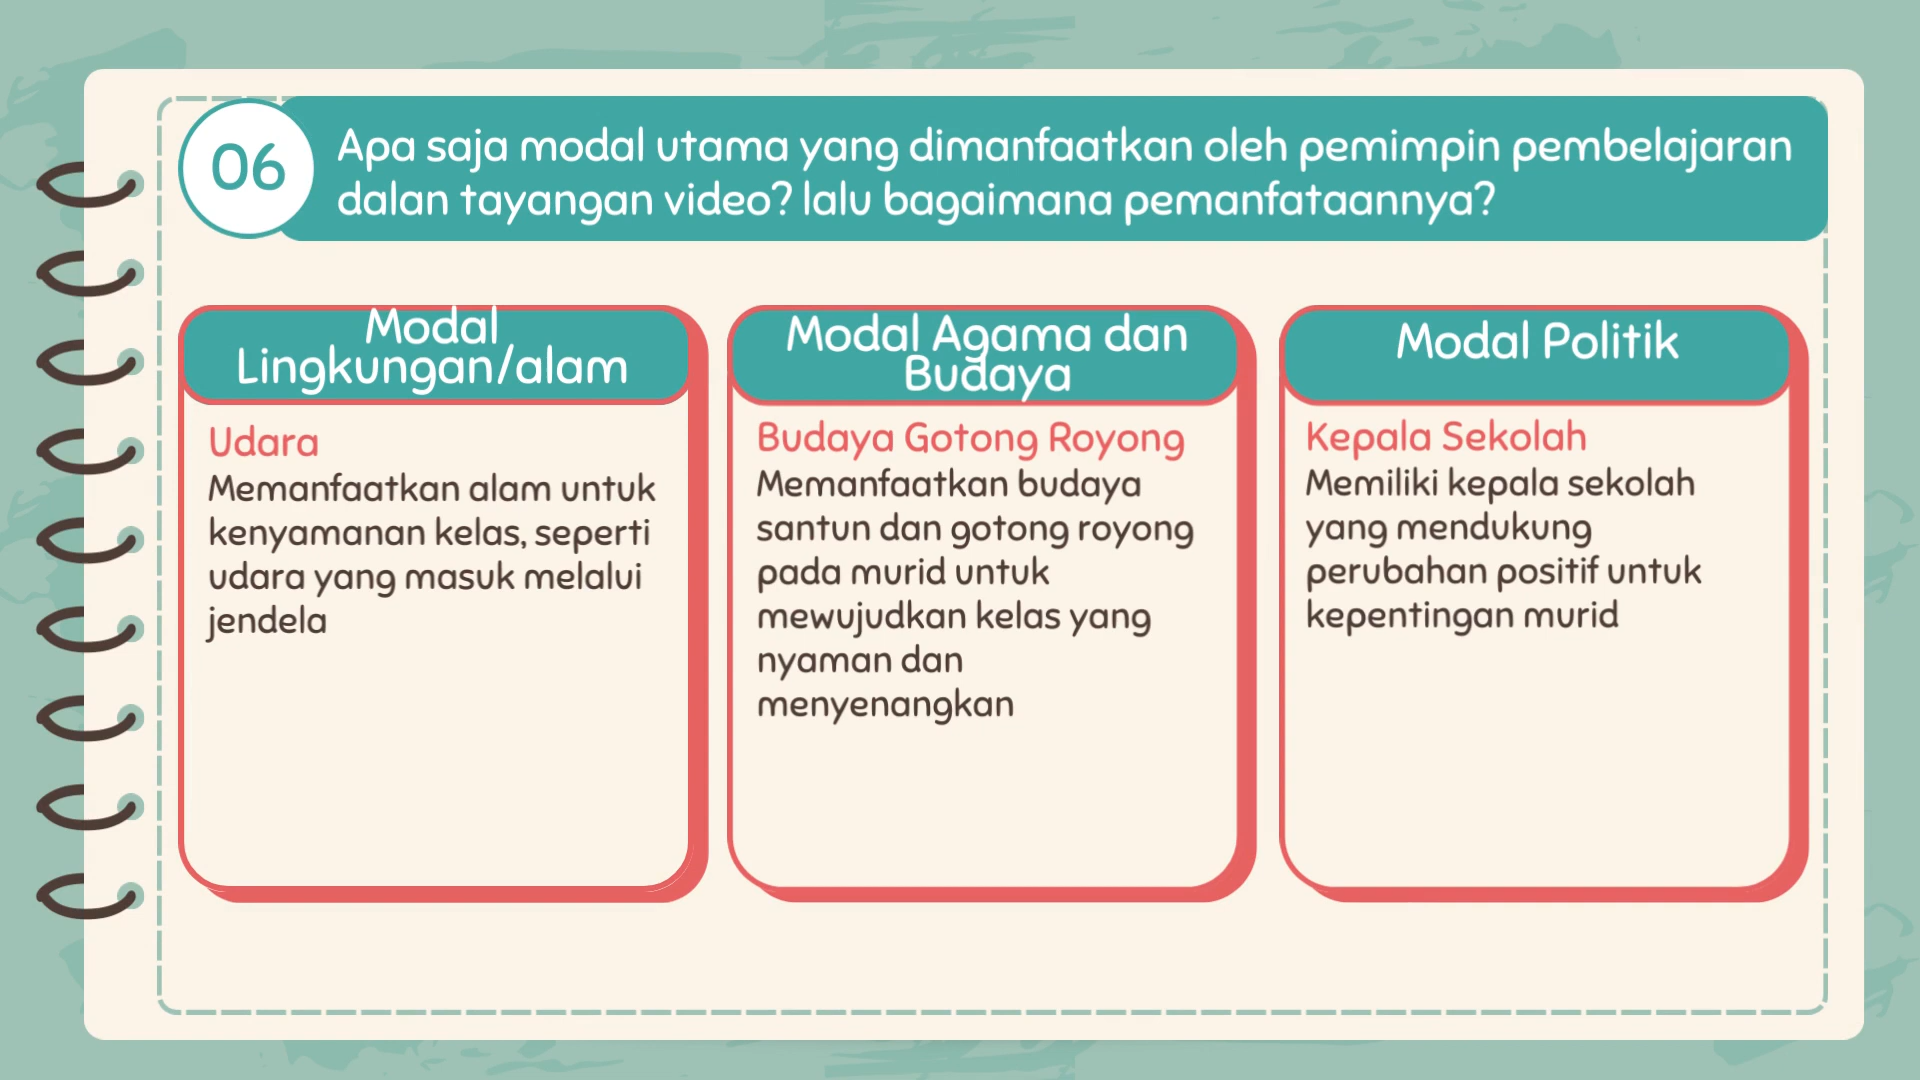 06
Apa saja modal utama yang dimanfaatkan oleh pemimpin pembelajaran
dalan tayangan video? lalu bagaimana pemanfataannya?
Modal
Lingkungan/alam
Udara
Memanfaatkan alam untuk
kenyamanan kelas, seperti
udara yang masuk melalui
jendela
Modal Agama dan
Budaya
Budaya Gotong Royong
Memanfaatkan budaya
santun dan gotong royong
pada murid untuk
mewujudkan kelas yang
nyaman dan
menyenangkan
Modal Politik
Kepala Sekolah
Memiliki kepala sekolah
yang mendukung
perubahan positif untuk
kepentingan murid